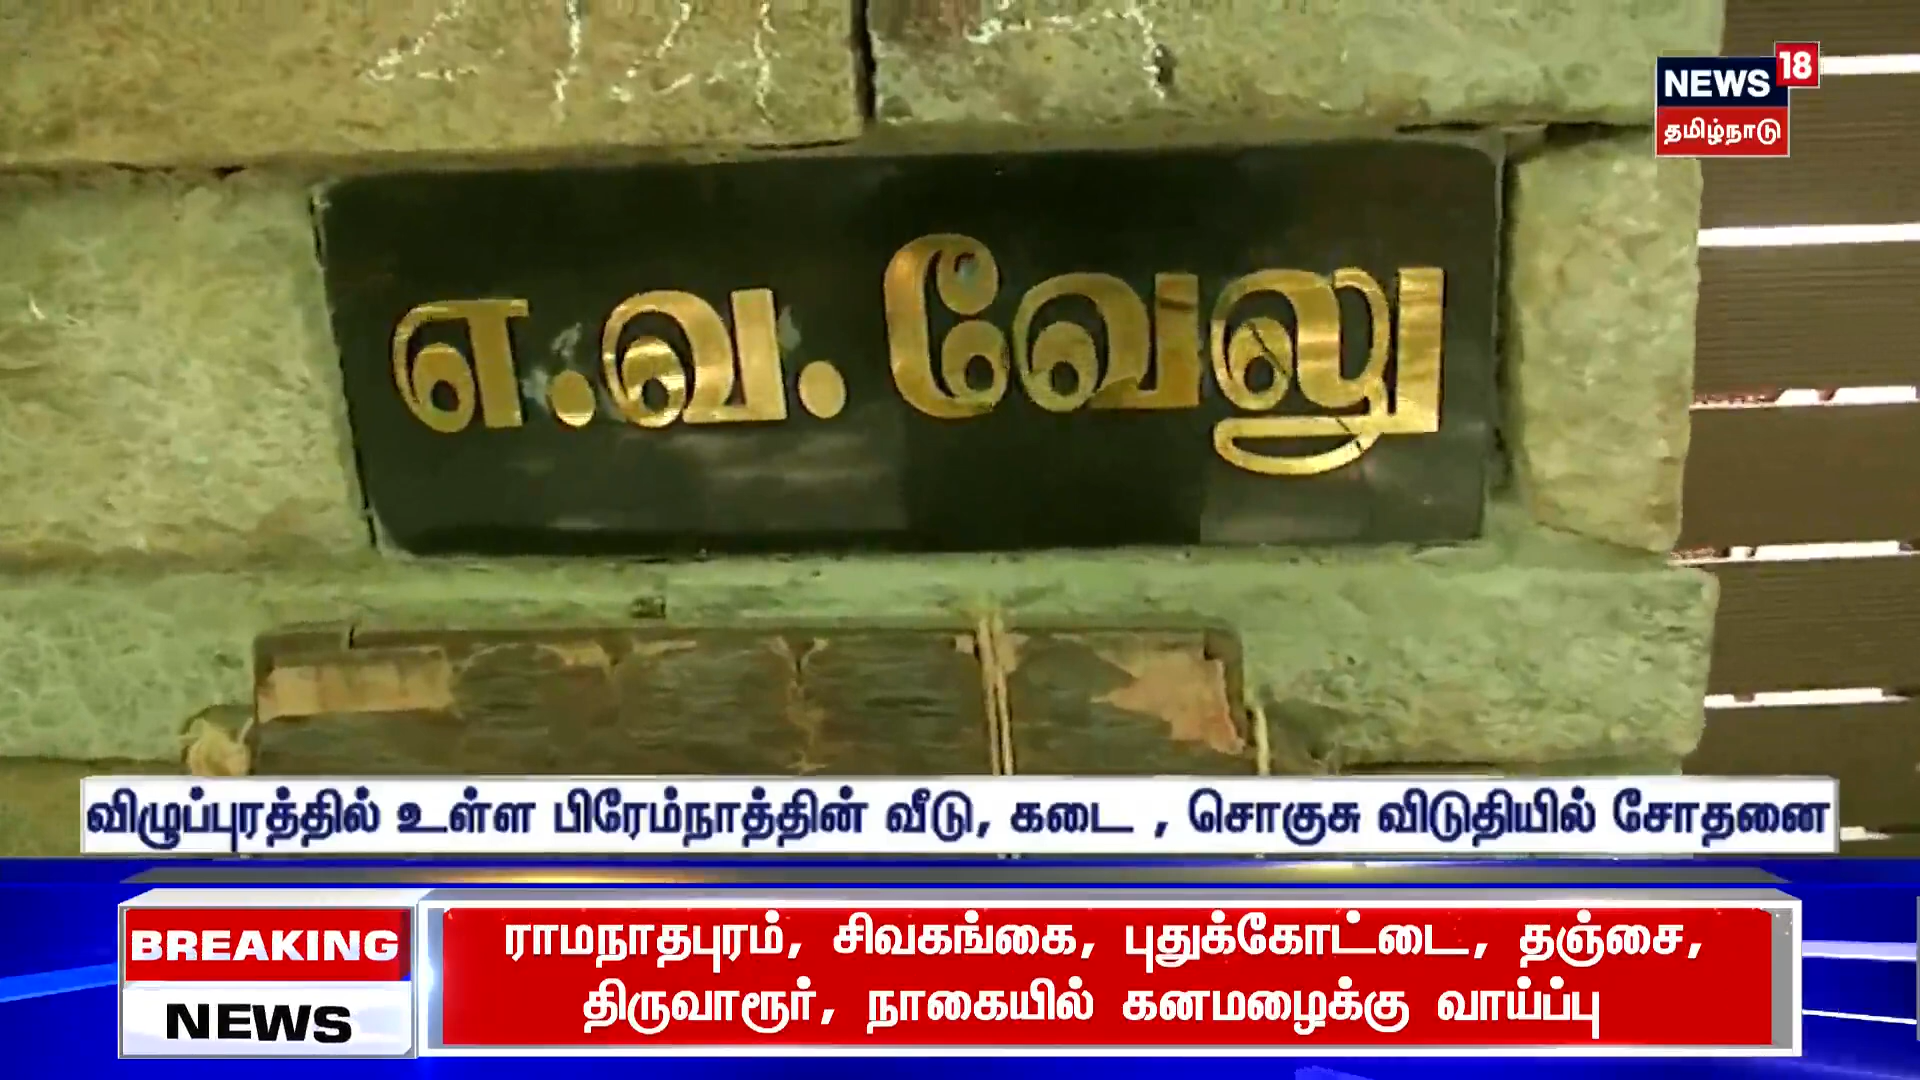 NEWS 18
தமிழ்நாடு
எ.வ. வேலு
விழுப்புரத்தில் உள்ள பிரேம்நாத்தின் வீடு, கடை , சொகுசு விடுதியில் சோதனை
BREAKING
NEWS
ராமநாதபுரம், சிவகங்கை, புதுக்கோட்டை, தஞ்சை,
திருவாரூர், நாகையில் கனமழைக்கு வாய்ப்பு